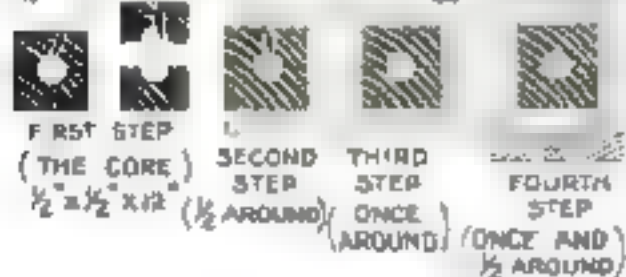 F RST STEP
(THE CORE)
½" x ½" x 12"
SECOND
STEP
(½ AROUND)
THIRD
STEP
(ONCE
AROUND)
FOURTH
STEP
(ONCE AND
½ AROUND)